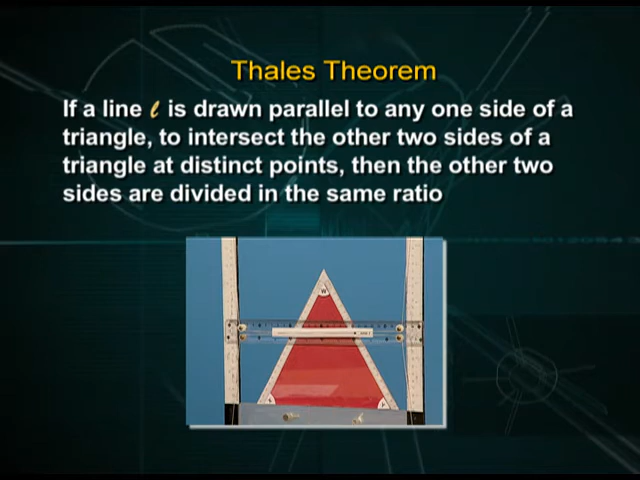 Thales Theorem
If a line ℓ is drawn parallel to any one side of a
triangle, to intersect the other two sides of a
triangle at distinct points, then the other two
sides are divided in the same ratio